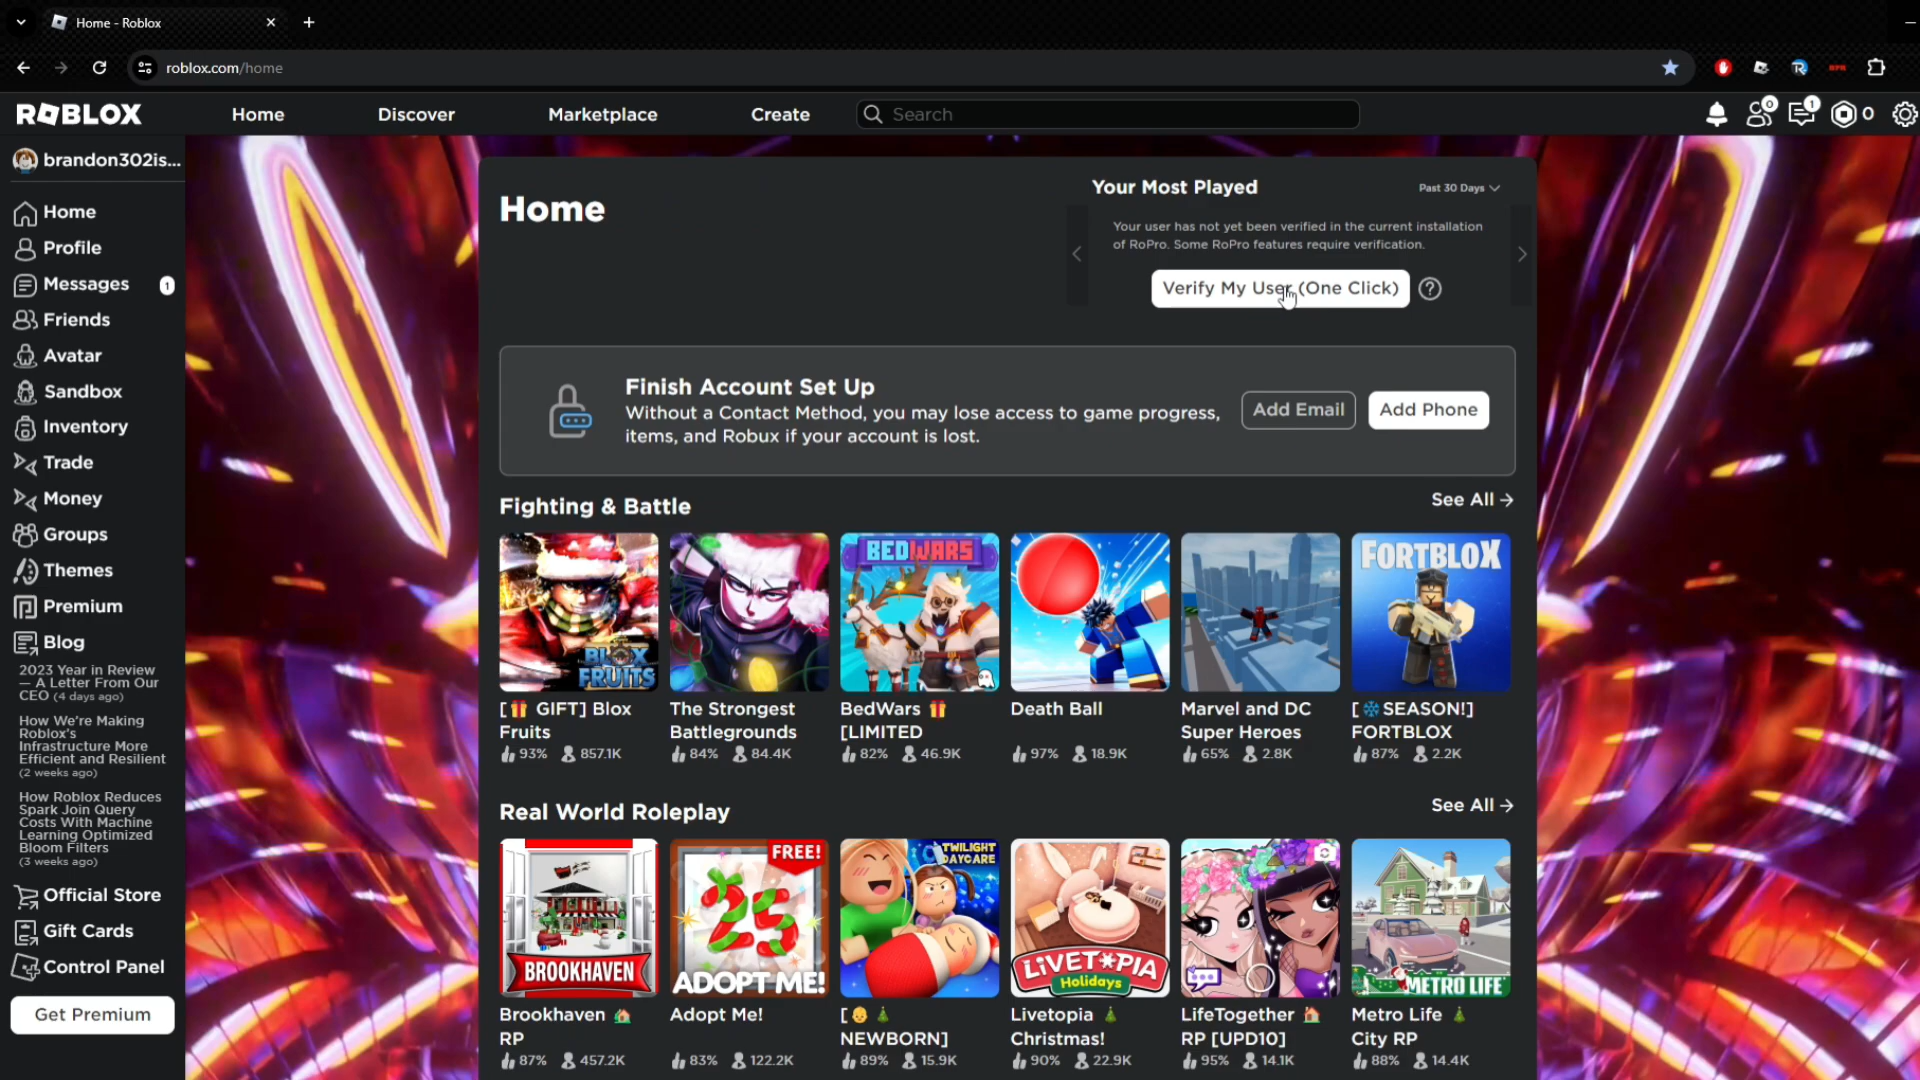 Home - Roblox
roblox.com/home
ROBLOX
Home
Discover
Marketplace
Create
Search
0
1
0
brandon302is...
Home
Profile
Messages
1
Friends
Avatar
Sandbox
Inventory
Trade
Money
Groups
Themes
Premium
Blog
2023 Year in Review
— A Letter From Our
CEO (4 days ago)
How We're Making
Roblox's
Infrastructure More
Efficient and Resilient
(2 weeks ago)
How Roblox Reduces
Spark Join Query
Costs With Machine
Learning Optimized
Bloom Filters
(3 weeks ago)
Official Store
Gift Cards
Control Panel
Get Premium
Home
Your Most Played
Past 30 Days
Your user has not yet been verified in the current installation
of RoPro. Some RoPro features require verification.
Verify My User (One Click)
?
Finish Account Set Up
Without a Contact Method, you may lose access to game progress,
items, and Robux if your account is lost.
Add Email
Add Phone
Fighting & Battle
See All →
BLOX
FRUITS
BEDWARS
FORTBLOX
[🎁 GIFT] Blox
Fruits
93% 857.1K
The Strongest
Battlegrounds
84% 84.4K
BedWars 🎁
[LIMITED
82% 46.9K
Death Ball
97% 18.9K
Marvel and DC
Super Heroes
65% 2.8K
[❄️SEASON!]
FORTBLOX
87% 2.2K
Real World Roleplay
See All →
BROOKHAVEN
FREE!
25
ADOPT ME!
TWILIGHT
DAYCARE
LIVETOPIA
Holidays
METRO LIFE
Brookhaven 🏡
RP
87% 457.2K
Adopt Me!
83% 122.2K
[👶🎄
NEWBORN]
89% 15.9K
Livetopia 🎄
Christmas!
90% 22.9K
LifeTogether 🏠
RP [UPD10]
95% 14.1K
Metro Life 🎄
City RP
88% 14.4K